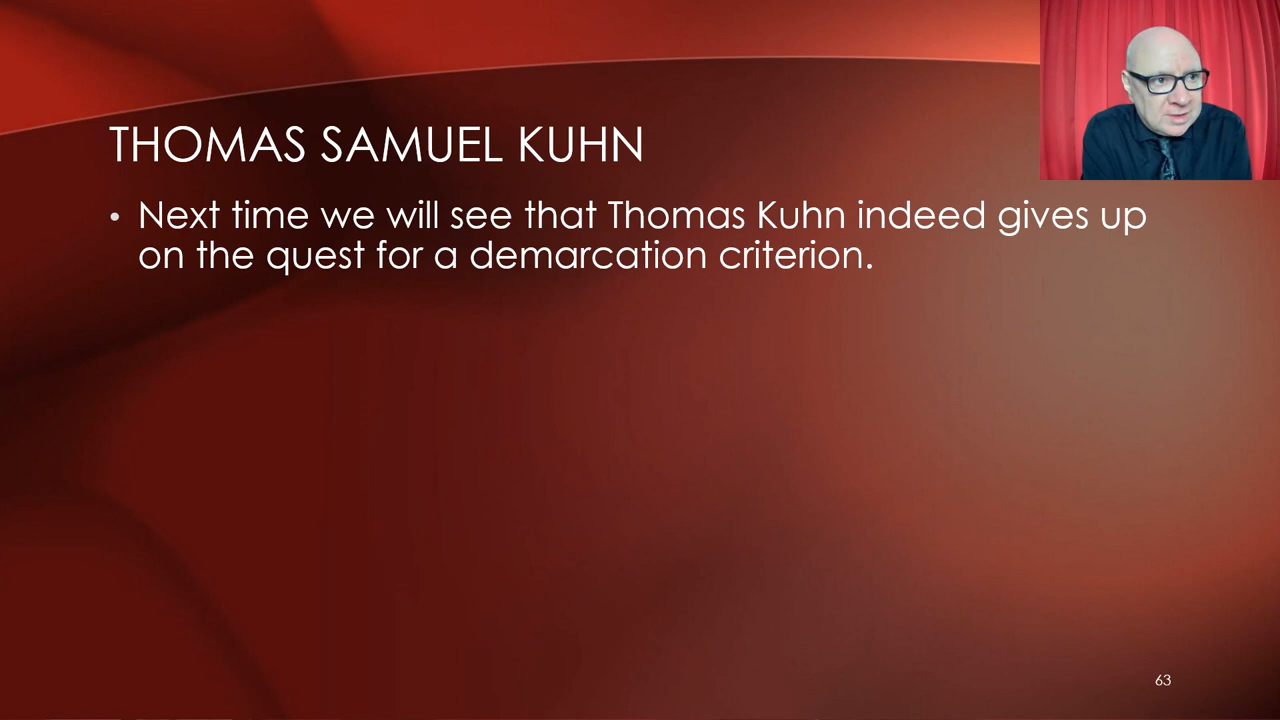 THOMAS SAMUEL KUHN
• Next time we will see that Thomas Kuhn indeed gives up
on the quest for a demarcation criterion.
63